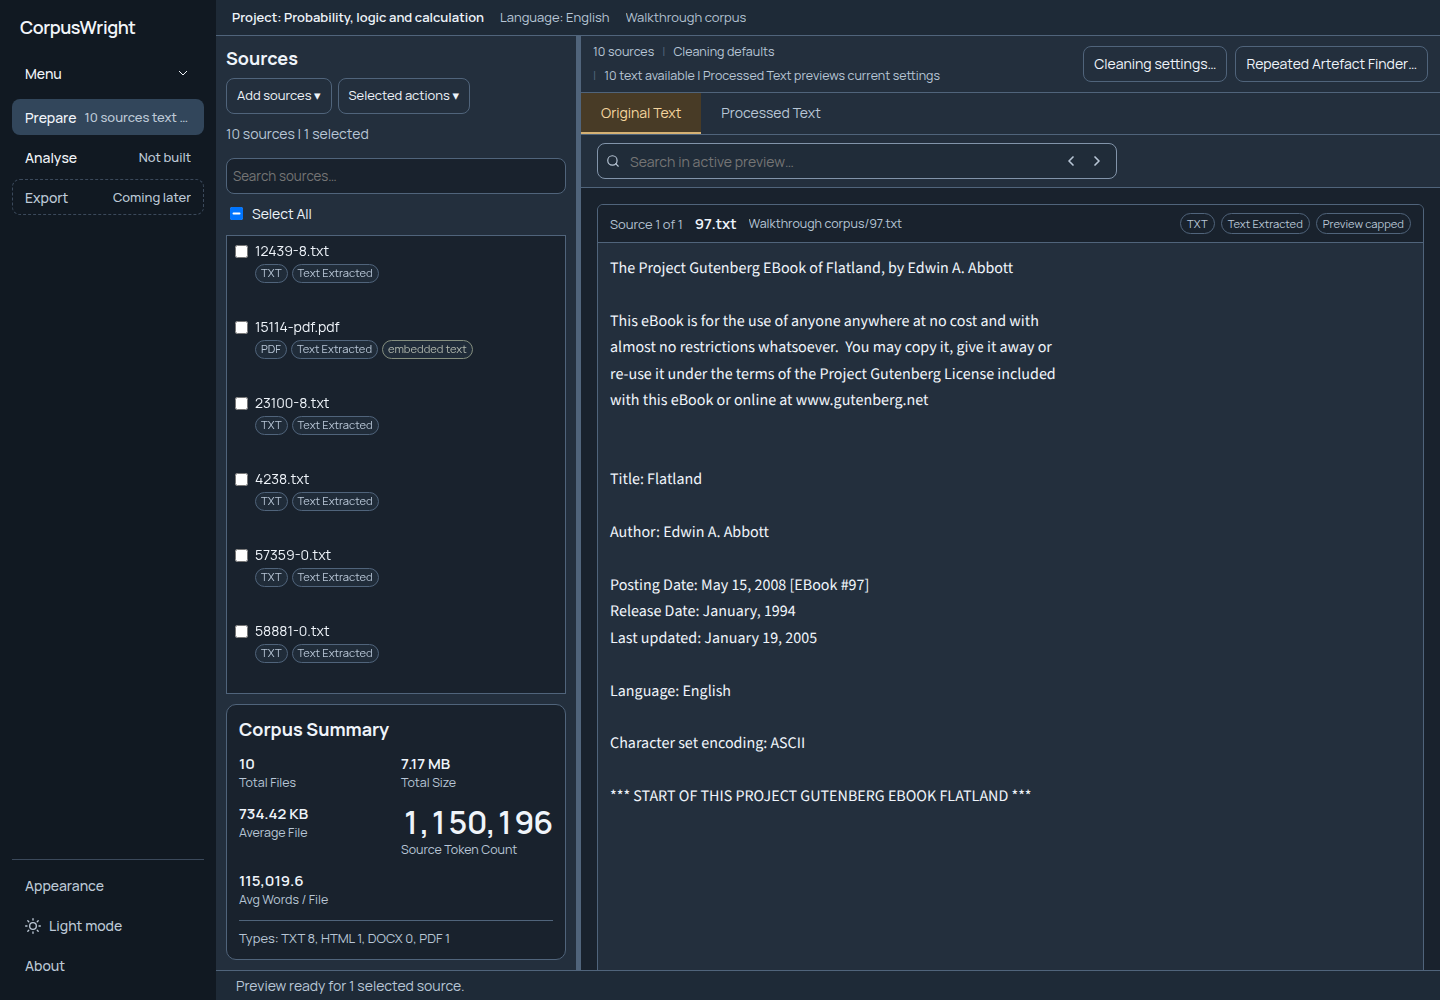 CorpusWright
Menu
Prepare 10 sources text ...
Analyse Not built
Export Coming later
Appearance
Light mode
About
Project: Probability, logic and calculation Language: English Walkthrough corpus
Sources
Add sources ▾ Selected actions ▾
10 sources | 1 selected
Search sources...
Select All
12439-8.txt
TXT Text Extracted
15114-pdf.pdf
PDF Text Extracted embedded text
23100-8.txt
TXT Text Extracted
4238.txt
TXT Text Extracted
57359-0.txt
TXT Text Extracted
58881-0.txt
TXT Text Extracted
Corpus Summary
10 7.17 MB
Total Files Total Size
734.42 KB 1,150,196
Average File Source Token Count
115,019.6
Avg Words / File
Types: TXT 8, HTML 1, DOCX 0, PDF 1
10 sources | Cleaning defaults
| 10 text available | Processed Text previews current settings
Cleaning settings... Repeated Artefact Finder...
Original Text Processed Text
Search in active preview...
Source 1 of 1 97.txt Walkthrough corpus/97.txt TXT Text Extracted Preview capped
The Project Gutenberg EBook of Flatland, by Edwin A. Abbott
This eBook is for the use of anyone anywhere at no cost and with
almost no restrictions whatsoever.  You may copy it, give it away or
re-use it under the terms of the Project Gutenberg License included
with this eBook or online at www.gutenberg.net
Title: Flatland
Author: Edwin A. Abbott
Posting Date: May 15, 2008 [EBook #97]
Release Date: January, 1994
Last updated: January 19, 2005
Language: English
Character set encoding: ASCII
*** START OF THIS PROJECT GUTENBERG EBOOK FLATLAND ***
Preview ready for 1 selected source.